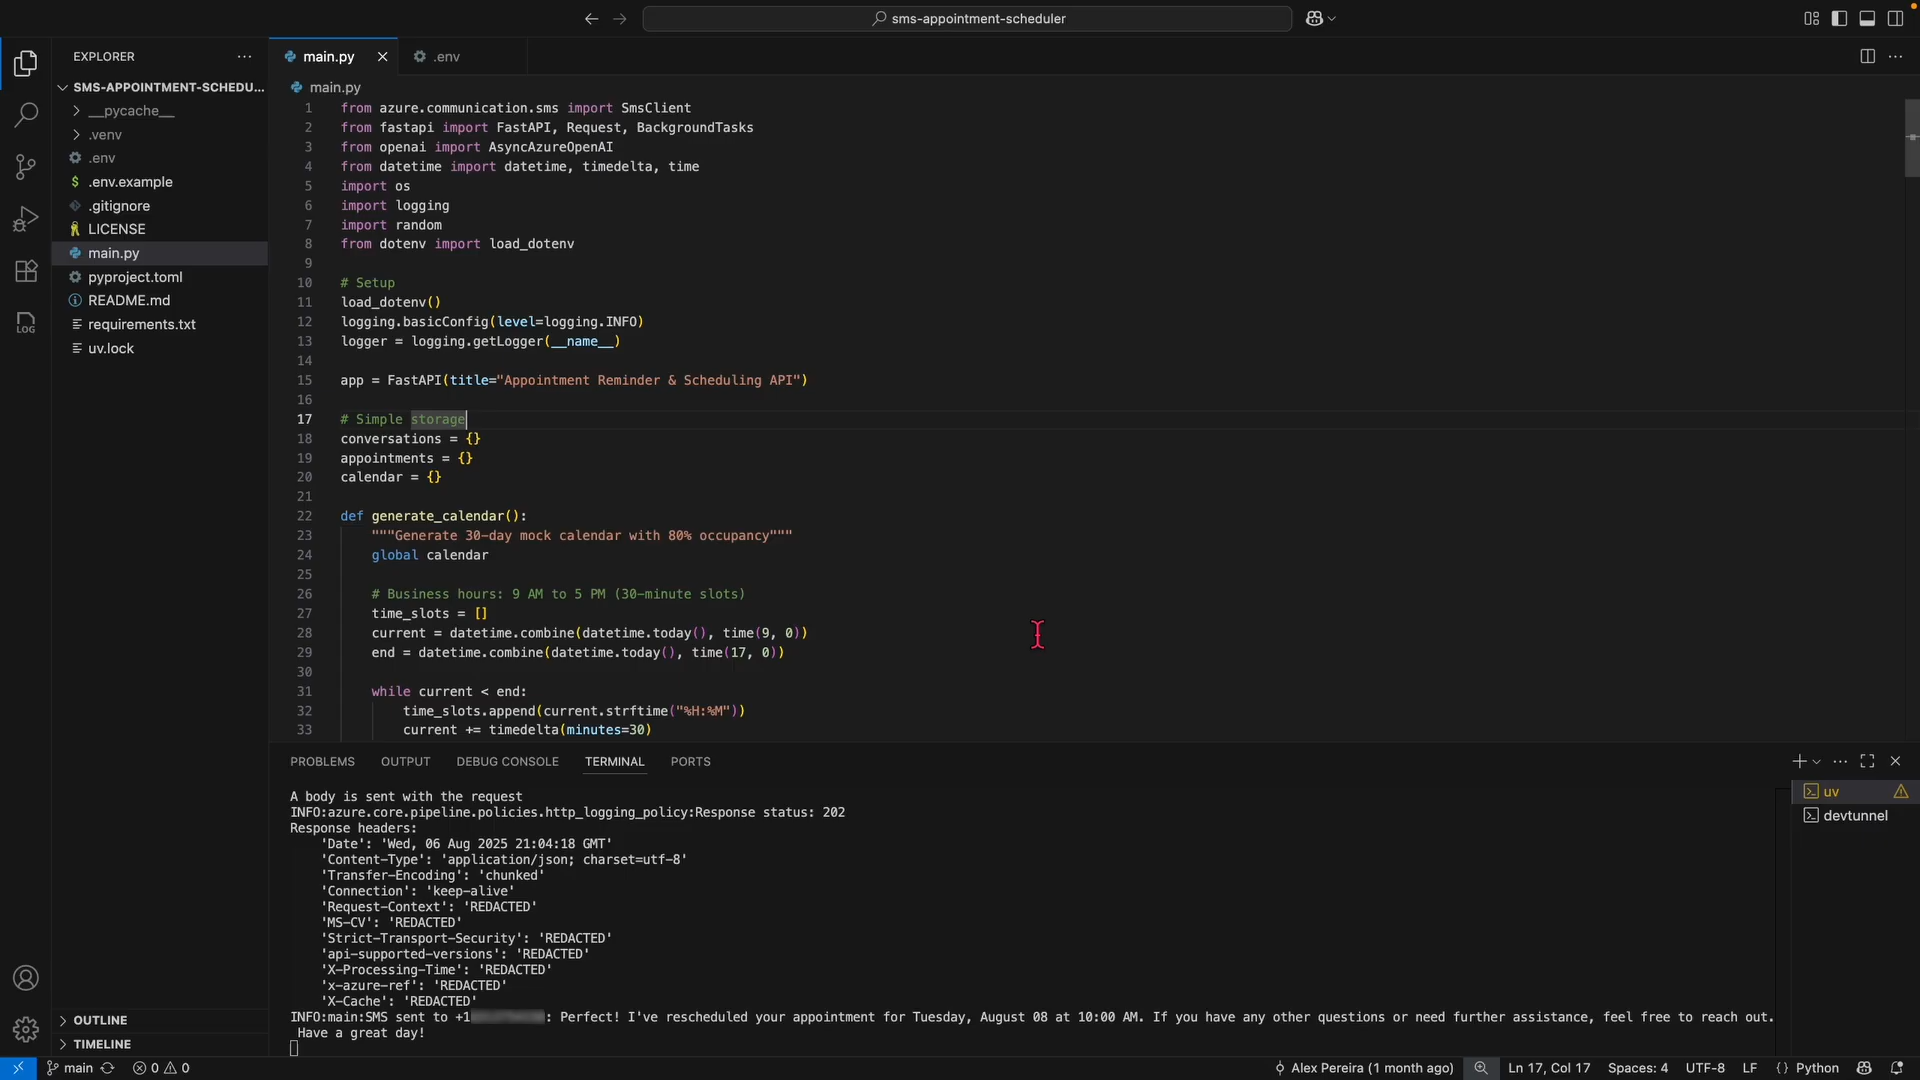 sms-appointment-scheduler
EXPLORER
SMS-APPOINTMENT-SCHEDU...
__pycache__
.venv
.env
.env.example
.gitignore
LICENSE
main.py
pyproject.toml
README.md
requirements.txt
uv.lock
OUTLINE
TIMELINE
LOG
main.py
.env
main.py
1 from azure.communication.sms import SmsClient
2 from fastapi import FastAPI, Request, BackgroundTasks
3 from openai import AsyncAzureOpenAI
4 from datetime import datetime, timedelta, time
5 import os
6 import logging
7 import random
8 from dotenv import load_dotenv
9
10 # Setup
11 load_dotenv()
12 logging.basicConfig(level=logging.INFO)
13 logger = logging.getLogger(__name__)
14
15 app = FastAPI(title="Appointment Reminder & Scheduling API")
16
17 # Simple storage
18 conversations = {}
19 appointments = {}
20 calendar = {}
21
22 def generate_calendar():
23 """Generate 30-day mock calendar with 80% occupancy"""
24 global calendar
25
26 # Business hours: 9 AM to 5 PM (30-minute slots)
27 time_slots = []
28 current = datetime.combine(datetime.today(), time(9, 0))
29 end = datetime.combine(datetime.today(), time(17, 0))
30
31 while current < end:
32 time_slots.append(current.strftime("%H:%M"))
33 current += timedelta(minutes=30)
PROBLEMS OUTPUT DEBUG CONSOLE TERMINAL PORTS
A body is sent with the request
INFO:azure.core.pipeline.policies.http_logging_policy:Response status: 202
Response headers:
'Date': 'Wed, 06 Aug 2025 21:04:18 GMT'
'Content-Type': 'application/json; charset=utf-8'
'Transfer-Encoding': 'chunked'
'Connection': 'keep-alive'
'Request-Context': 'REDACTED'
'MS-CV': 'REDACTED'
'Strict-Transport-Security': 'REDACTED'
'api-supported-versions': 'REDACTED'
'X-Processing-Time': 'REDACTED'
'x-azure-ref': 'REDACTED'
'X-Cache': 'REDACTED'
INFO:main:SMS sent to +1 : Perfect! I've rescheduled your appointment for Tuesday, August 08 at 10:00 AM. If you have any other questions or need further assistance, feel free to reach out.
Have a great day!
uv
devtunnel
main 0 0 Alex Pereira (1 month ago) Ln 17, Col 17 Spaces: 4 UTF-8 LF {} Python